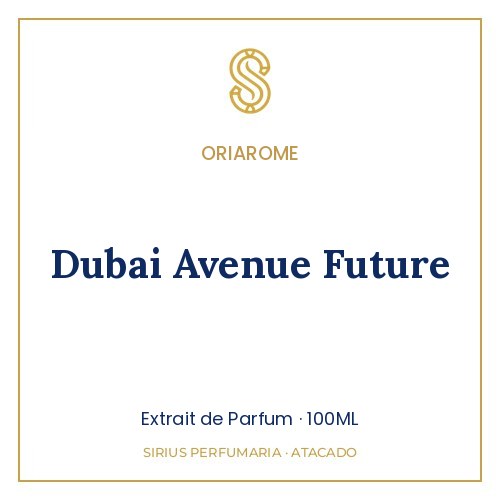 ORIAROME
Dubai Avenue Future
Extrait de Parfum · 100ML
SIRIUS PERFUMARIA · ATACADO